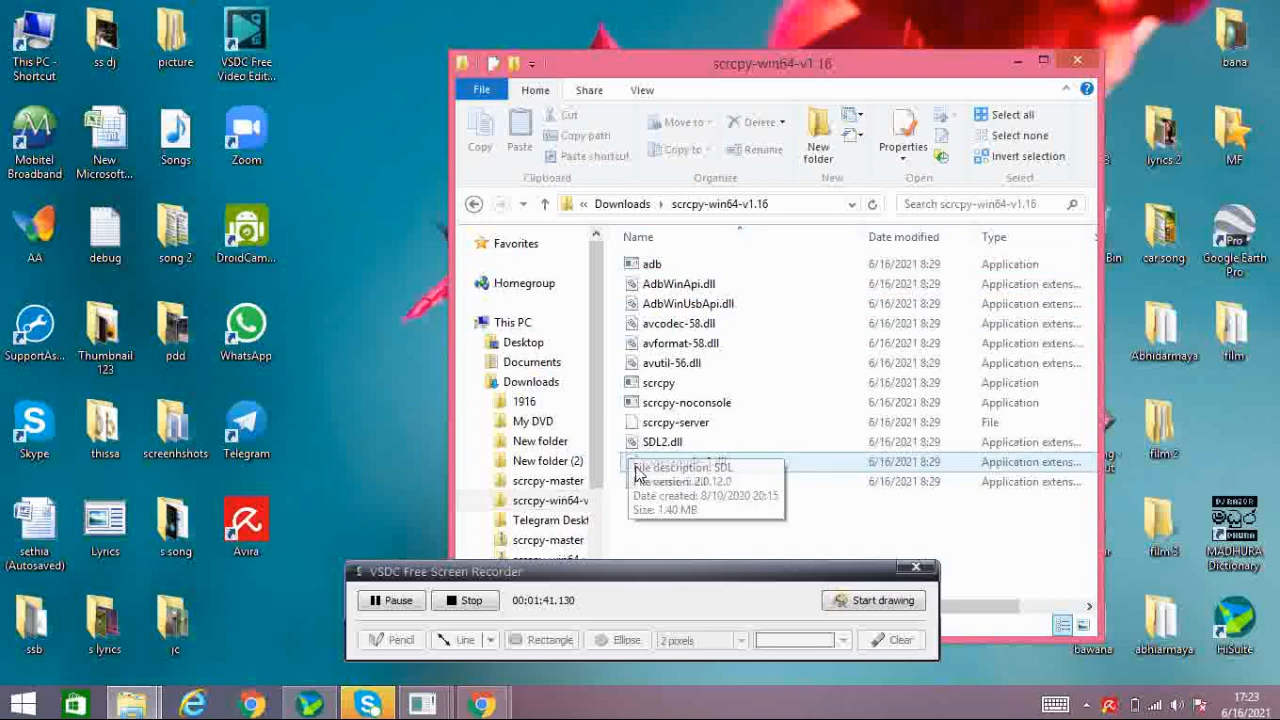 This PC -
Shortcut
ss dj
picture
VSDC Free
Video Edit...
Mobitel
Broadband
New
Microsoft...
Songs
Zoom
AA
debug
song 2
DroidCam...
SupportAs...
Thumbnail
123
pdd
WhatsApp
Skype
thissa
screenhshots
Telegram
sethia
(Autosaved)
Lyrics
s song
Avira
ssb
s lyrics
jc
scrcpy-win64-v1.16
File
Home
Share
View
Copy
Paste
Cut
Copy path
Paste shortcut
Clipboard
Move to
Copy to
Delete
Rename
Organize
New
folder
New
Properties
Open
Select all
Select none
Invert selection
Select
« Downloads
scrcpy-win64-v1.16
Search scrcpy-win64-v1.16
Favorites
Homegroup
This PC
Desktop
Documents
Downloads
1916
My DVD
New folder
New folder (2)
scrcpy-master
scrcpy-win64-v
Telegram Deskt
scrcpy-master
Name Date modified Type
adb 6/16/2021 8:29 Application
AdbWinApi.dll 6/16/2021 8:29 Application extens...
AdbWinUsbApi.dll 6/16/2021 8:29 Application extens...
avcodec-58.dll 6/16/2021 8:29 Application extens...
avformat-58.dll 6/16/2021 8:29 Application extens...
avutil-56.dll 6/16/2021 8:29 Application extens...
scrcpy 6/16/2021 8:29 Application
scrcpy-noconsole 6/16/2021 8:29 Application
scrcpy-server 6/16/2021 8:29 File
SDL2.dll 6/16/2021 8:29 Application extens...
6/16/2021 8:29 Application extens...
6/16/2021 8:29 Application extens...
File description: SDL
File version: 2.0.12.0
Date created: 8/10/2020 20:15
Size: 1.40 MB
VSDC Free Screen Recorder
Pause
Stop
00:01:41.130
Start drawing
Pencil
Line
Rectangle
Ellipse
2 pixels
Clear
bana
lyrics 2
MF
Bin
car song
Google Earth
Pro
Abhidarmaya
film
film 2
film 3
DJ RAZOR
මධුර
DHURA
MADHURA
Dictionary
bawana
abhiarmaya
HiSuite
17:23
6/16/2021